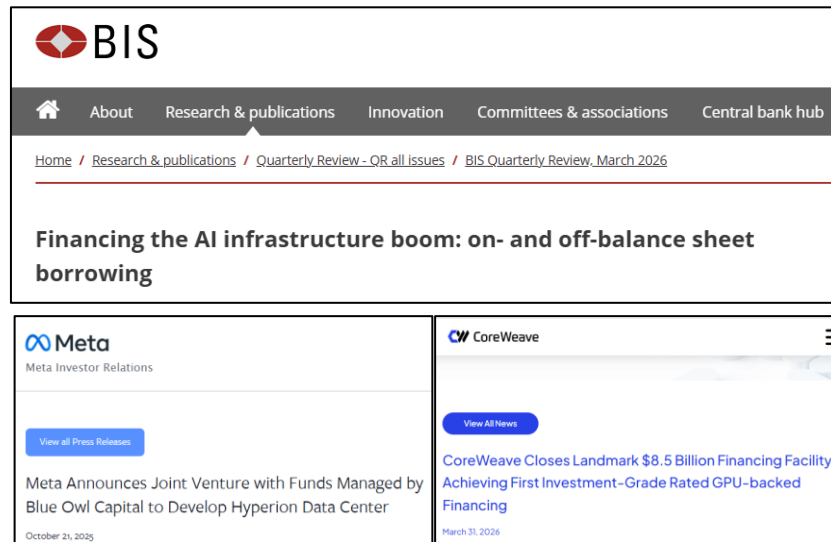 BIS
About Research & publications Innovation Committees & associations Central bank hub
Home / Research & publications / Quarterly Review - QR all issues / BIS Quarterly Review, March 2026
Financing the AI infrastructure boom: on- and off-balance sheet
borrowing
Meta
Meta Investor Relations
View all Press Releases
Meta Announces Joint Venture with Funds Managed by
Blue Owl Capital to Develop Hyperion Data Center
October 21, 2025
CoreWeave
View All News
CoreWeave Closes Landmark $8.5 Billion Financing Facility
Achieving First Investment-Grade Rated GPU-backed
Financing
March 31, 2026